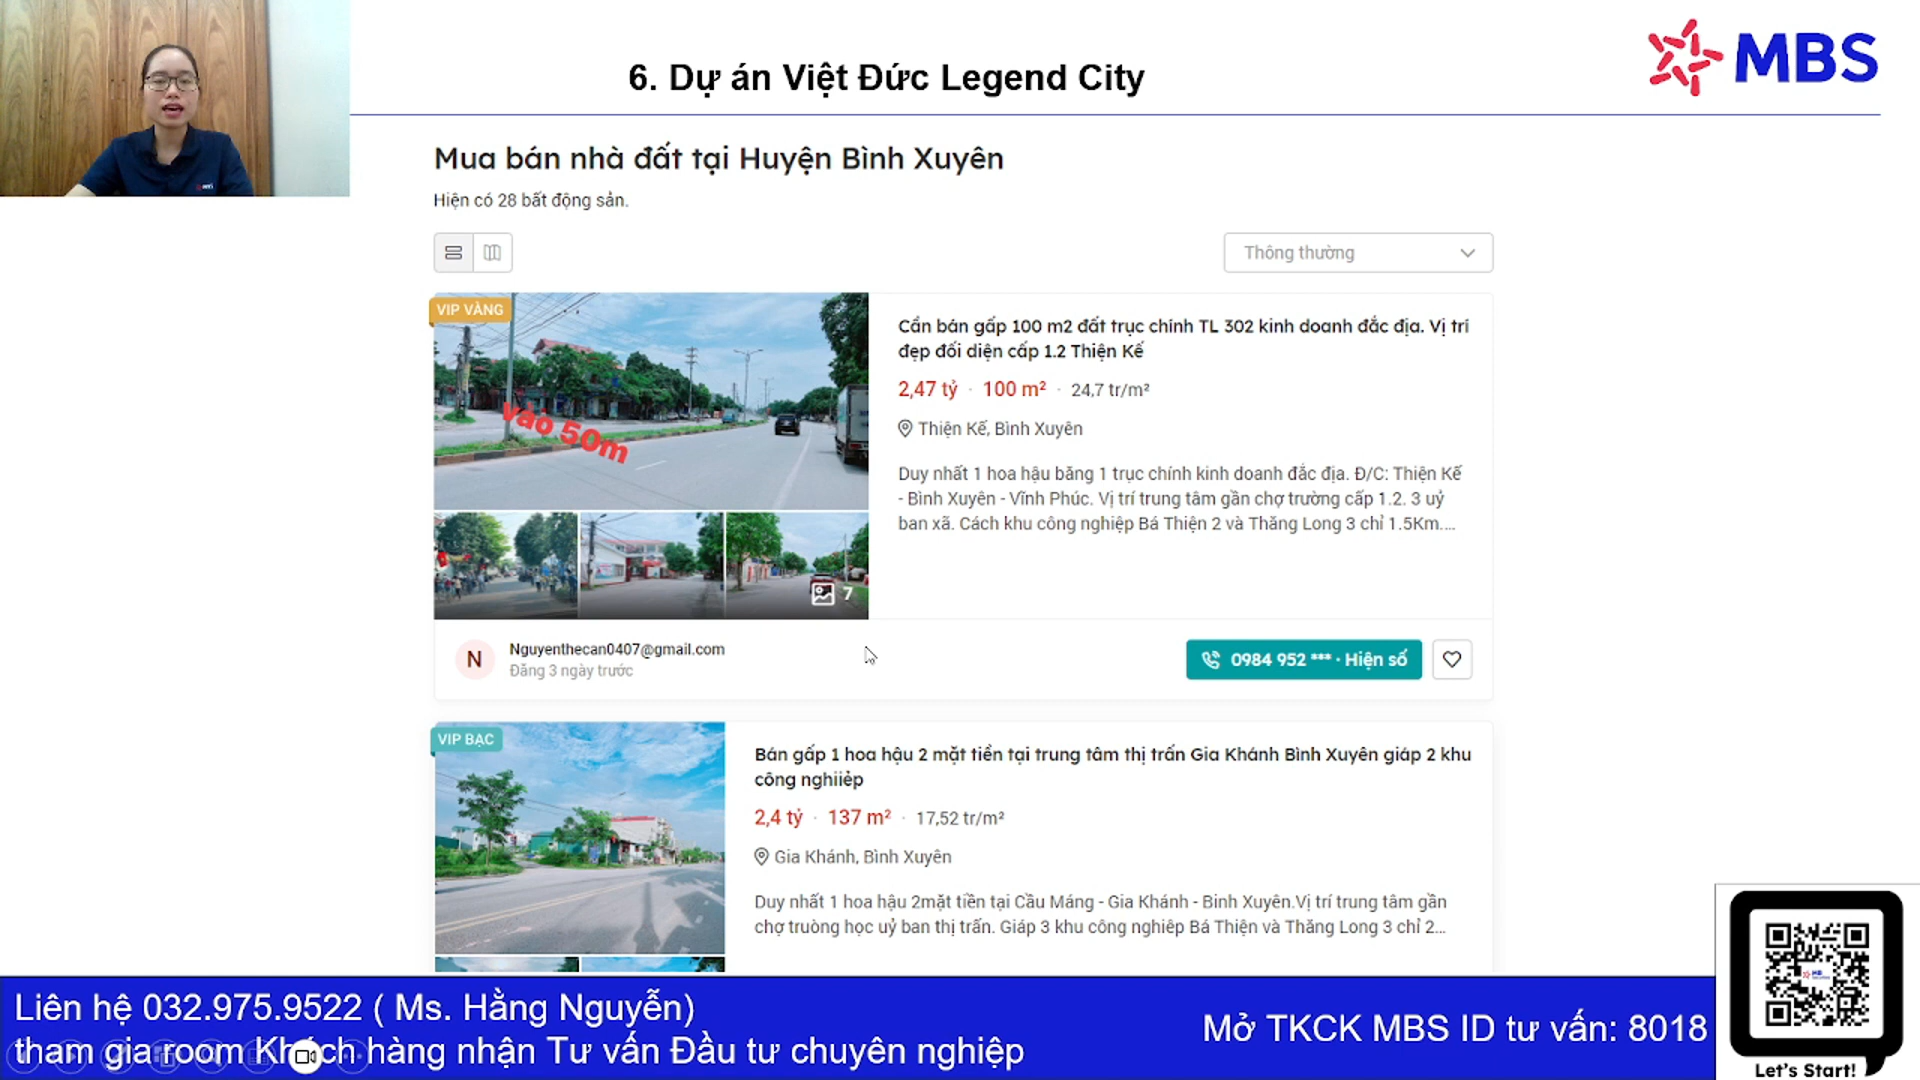 6. Dự án Việt Đức Legend City
MBS
Mua bán nhà đất tại Huyện Bình Xuyên
Hiện có 28 bất động sản.
Thông thường
VIP VÀNG
vào 50m
7
Cần bán gấp 100 m2 đất trục chính TL 302 kinh doanh đắc địa. Vị trí
đẹp đối diện cấp 1.2 Thiện Kế
2,47 tỷ · 100 m² · 24,7 tr/m²
Thiện Kế, Bình Xuyên
Duy nhất 1 hoa hậu băng 1 trục chính kinh doanh đắc địa. Đ/C: Thiện Kế
- Bình Xuyên - Vĩnh Phúc. Vị trí trung tâm gần chợ trường cấp 1.2. 3 uỷ
ban xã. Cách khu công nghiệp Bá Thiện 2 và Thăng Long 3 chỉ 1.5Km....
N
Nguyenthecan0407@gmail.com
Đăng 3 ngày trước
0984 952 *** · Hiện số
VIP BẠC
Bán gấp 1 hoa hậu 2 mặt tiền tại trung tâm thị trấn Gia Khánh Bình Xuyên giáp 2 khu
công nghiiệp
2,4 tỷ · 137 m² · 17,52 tr/m²
Gia Khánh, Bình Xuyên
Duy nhất 1 hoa hậu 2mặt tiền tại Cầu Máng - Gia Khánh - Bình Xuyên.Vị trí trung tâm gần
chợ truòng học uỷ ban thị trấn. Giáp 3 khu công nghiêp Bá Thiện và Thăng Long 3 chỉ 2...
Liên hệ 032.975.9522 ( Ms. Hằng Nguyễn)
tham gia room Khách hàng nhận Tư vấn Đầu tư chuyên nghiệp
Mở TKCK MBS ID tư vấn: 8018
Let's Start!